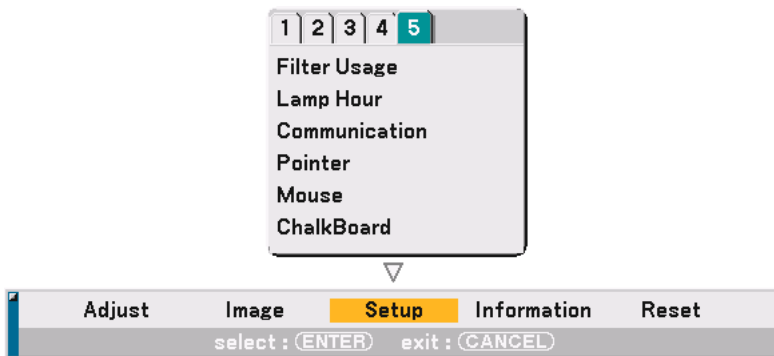 1 2 3 4 5
Filter Usage
Lamp Hour
Communication
Pointer
Mouse
ChalkBoard
Adjust Image Setup Information Reset
select : ENTER exit : CANCEL